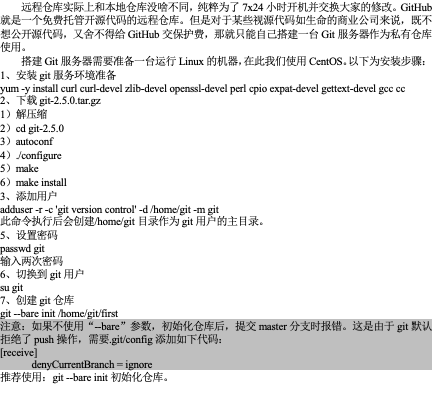 远程仓库实际上和本地仓库没啥不同，纯粹为了 7x24 小时开机并交换大家的修改。GitHub
就是一个免费托管开源代码的远程仓库。但是对于某些视源代码如生命的商业公司来说，既不
想公开源代码，又舍不得给 GitHub 交保护费，那就只能自己搭建一台 Git 服务器作为私有仓库
使用。
搭建 Git 服务器需要准备一台运行 Linux 的机器，在此我们使用 CentOS。以下为安装步骤：
1、安装 git 服务环境准备
yum -y install curl curl-devel zlib-devel openssl-devel perl cpio expat-devel gettext-devel gcc cc
2、下载 git-2.5.0.tar.gz
1）解压缩
2）cd git-2.5.0
3）autoconf
4）./configure
5）make
6）make install
3、添加用户
adduser -r -c 'git version control' -d /home/git -m git
此命令执行后会创建/home/git 目录作为 git 用户的主目录。
5、设置密码
passwd git
输入两次密码
6、切换到 git 用户
su git
7、创建 git 仓库
git --bare init /home/git/first
注意：如果不使用“--bare”参数，初始化仓库后，提交 master 分支时报错。这是由于 git 默认
拒绝了 push 操作，需要.git/config 添加如下代码：
[receive]
denyCurrentBranch = ignore
推荐使用：git --bare init 初始化仓库。